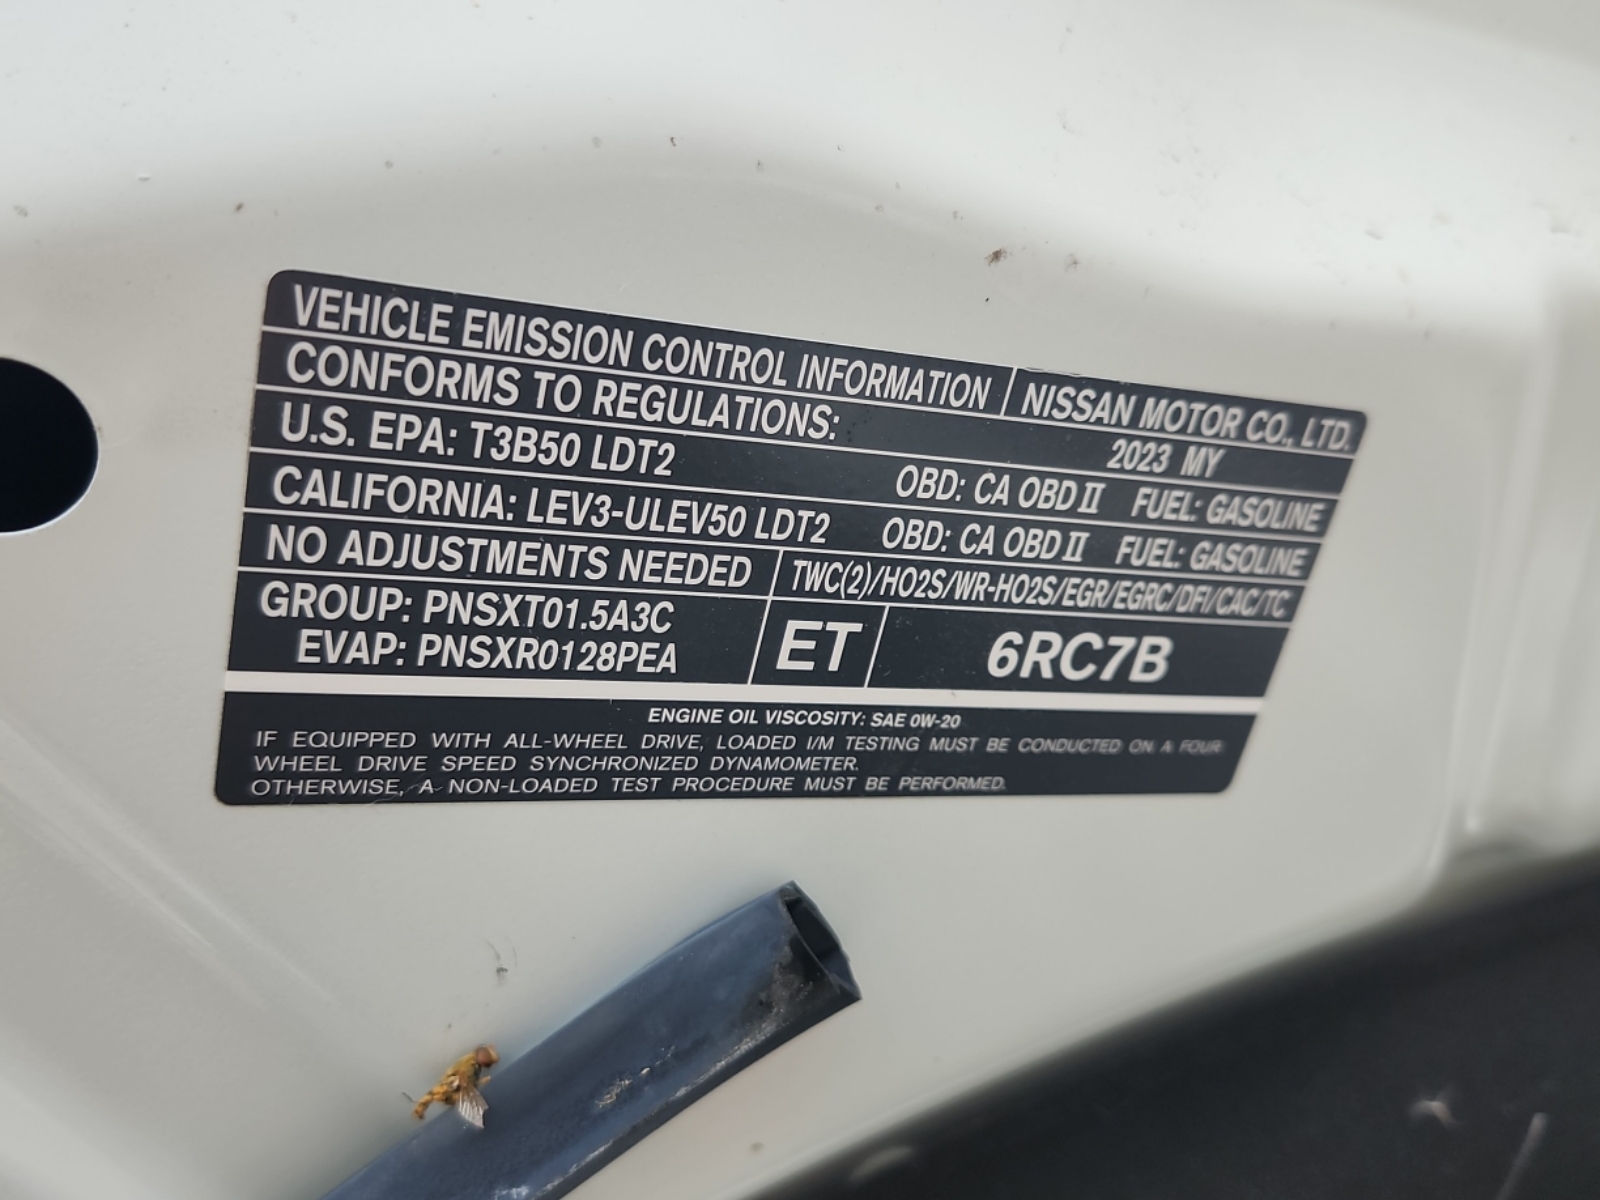 VEHICLE EMISSION CONTROL INFORMATION NISSAN MOTOR CO., LTD.
CONFORMS TO REGULATIONS: 2023 MY
U.S. EPA: T3B50 LDT2 OBD: CA OBD II FUEL: GASOLINE
CALIFORNIA: LEV3-ULEV50 LDT2 OBD: CA OBD II FUEL: GASOLINE
NO ADJUSTMENTS NEEDED TWC(2)/HO2S/WR-HO2S/EGR/EGRC/DFI/CAC/TC
GROUP: PNSXT01.5A3C
EVAP: PNSXR0128PEA
ET 6RC7B
ENGINE OIL VISCOSITY: SAE 0W-20
IF EQUIPPED WITH ALL-WHEEL DRIVE, LOADED I/M TESTING MUST BE CONDUCTED ON A FOUR
WHEEL DRIVE SPEED SYNCHRONIZED DYNAMOMETER.
OTHERWISE, A NON-LOADED TEST PROCEDURE MUST BE PERFORMED.